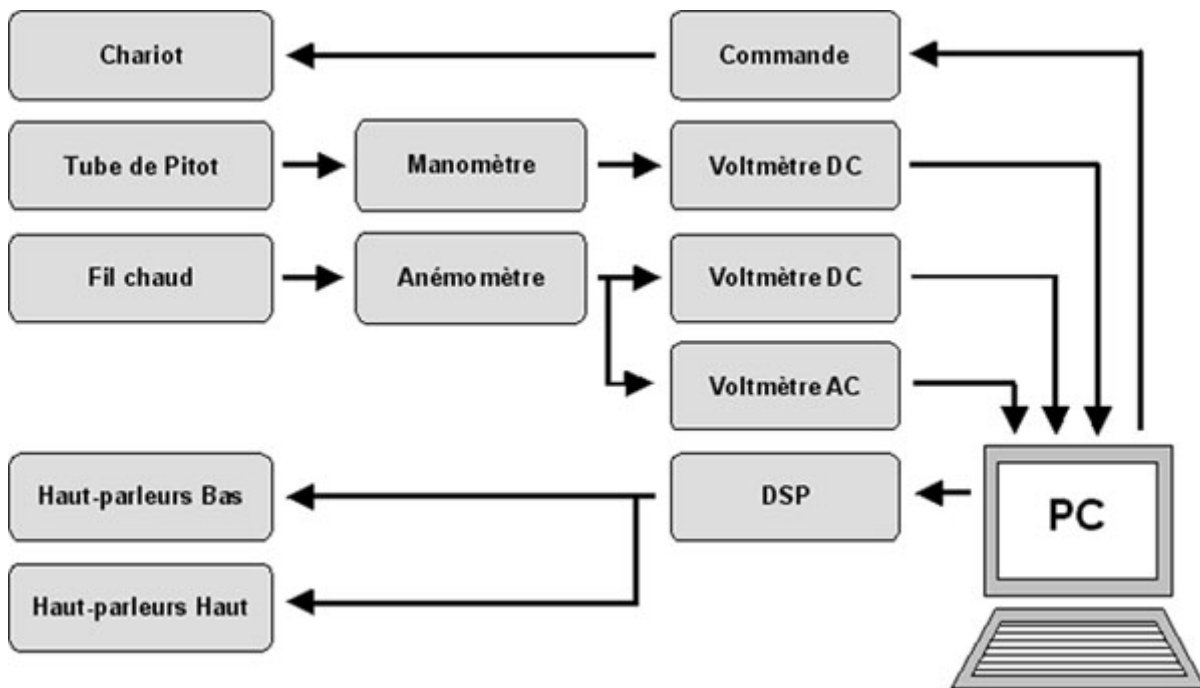 Chariot
Commande
Tube de Pitot
Manomètre
Voltmètre DC
Fil chaud
Anémomètre
Voltmètre DC
Voltmètre AC
Haut-parleurs Bas
DSP
PC
Haut-parleurs Haut